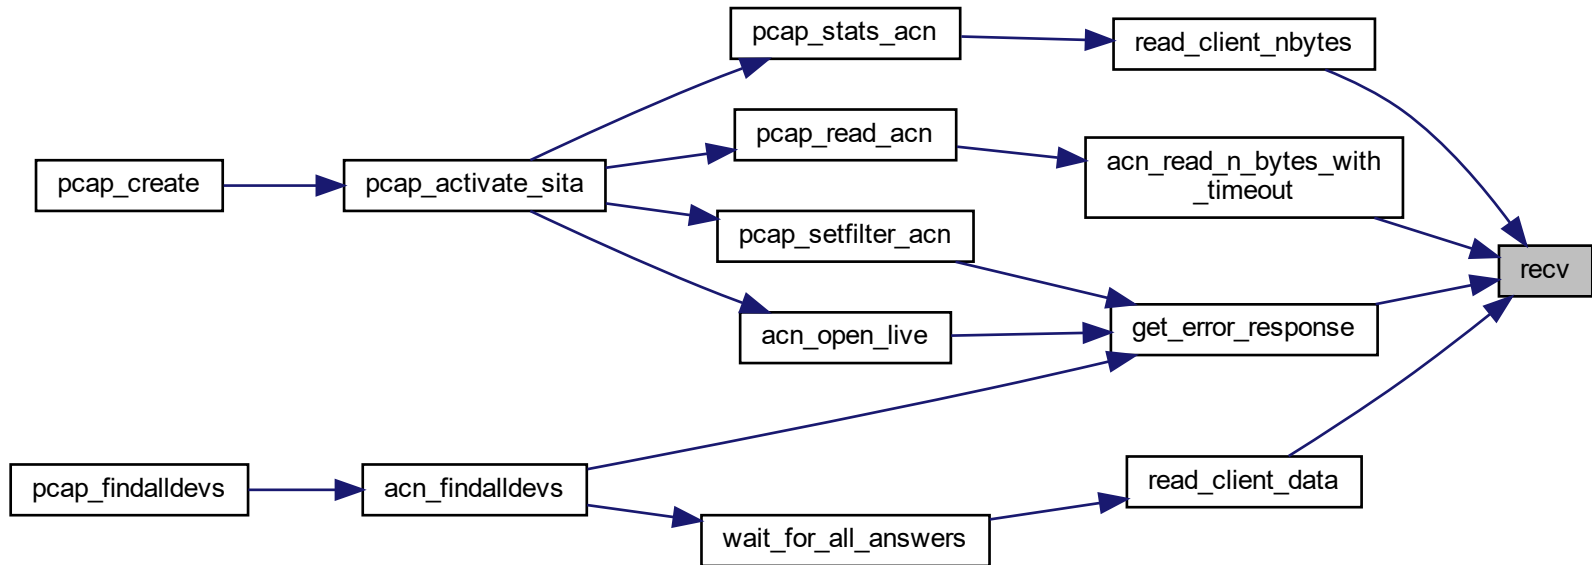 pcap_stats_acn
read_client_nbytes
pcap_read_acn
acn_read_n_bytes_with
_timeout
pcap_create
pcap_activate_sita
pcap_setfilter_acn
recv
acn_open_live
get_error_response
pcap_findalldevs
acn_findalldevs
read_client_data
wait_for_all_answers